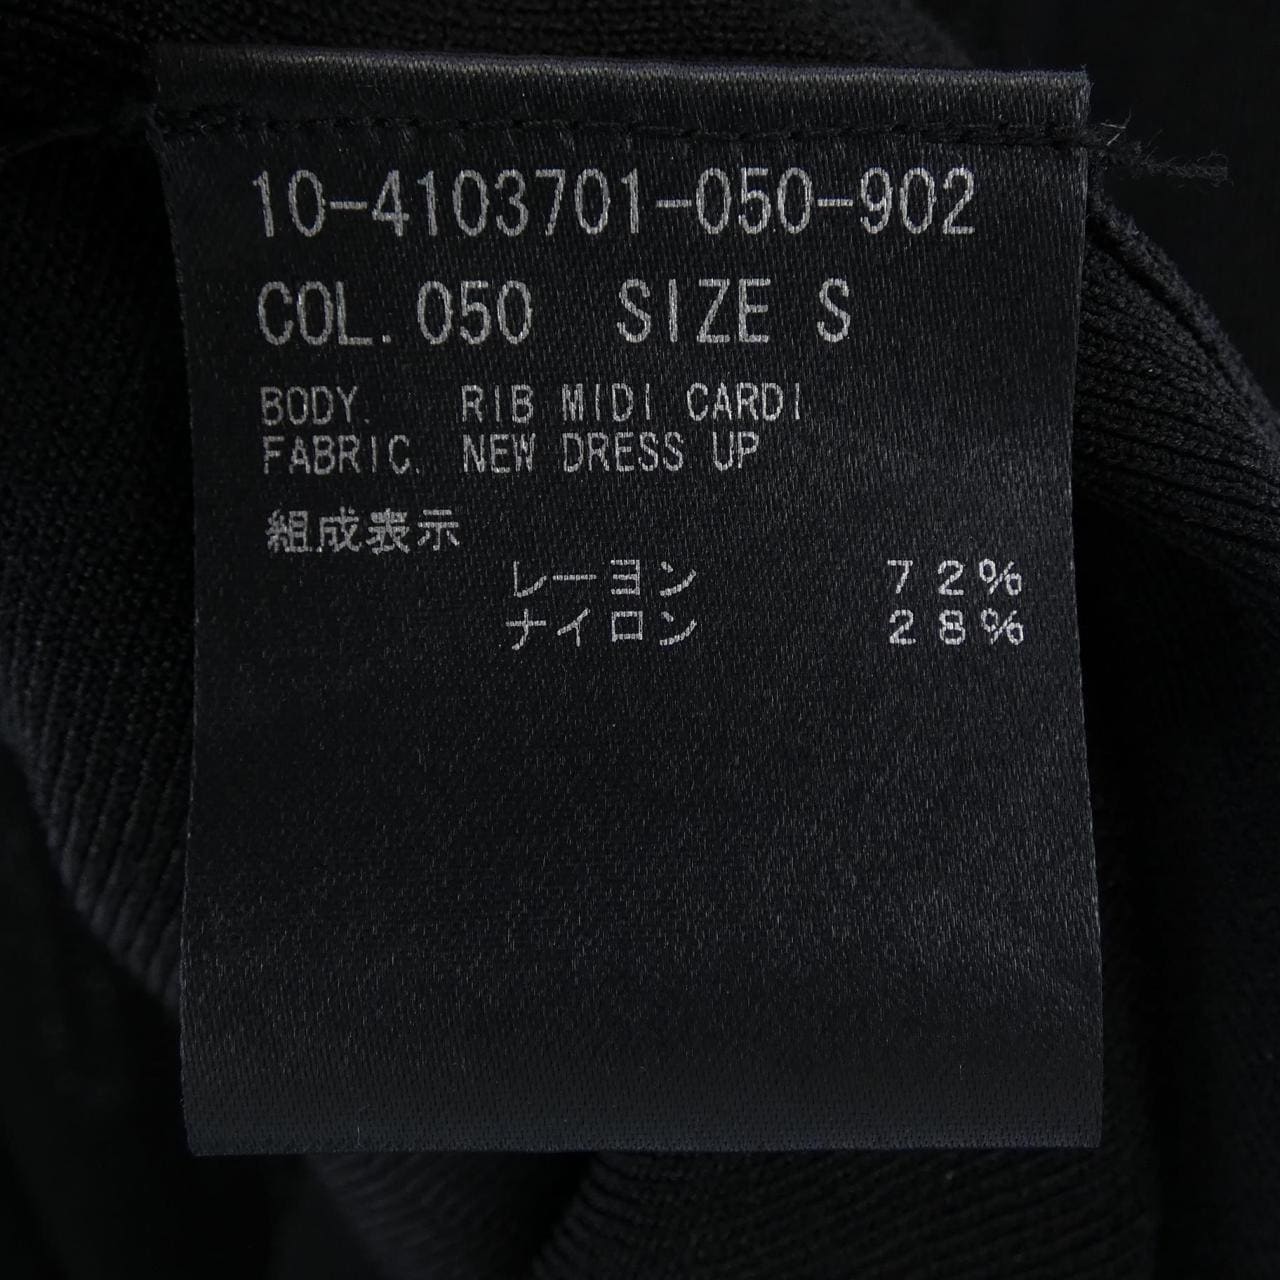 10-4103701-050-902
COL. 050 SIZE S
BODY. RIB MIDI CARDI
FABRIC. NEW DRESS UP
組成表示
レーヨン 72%
ナイロン 28%